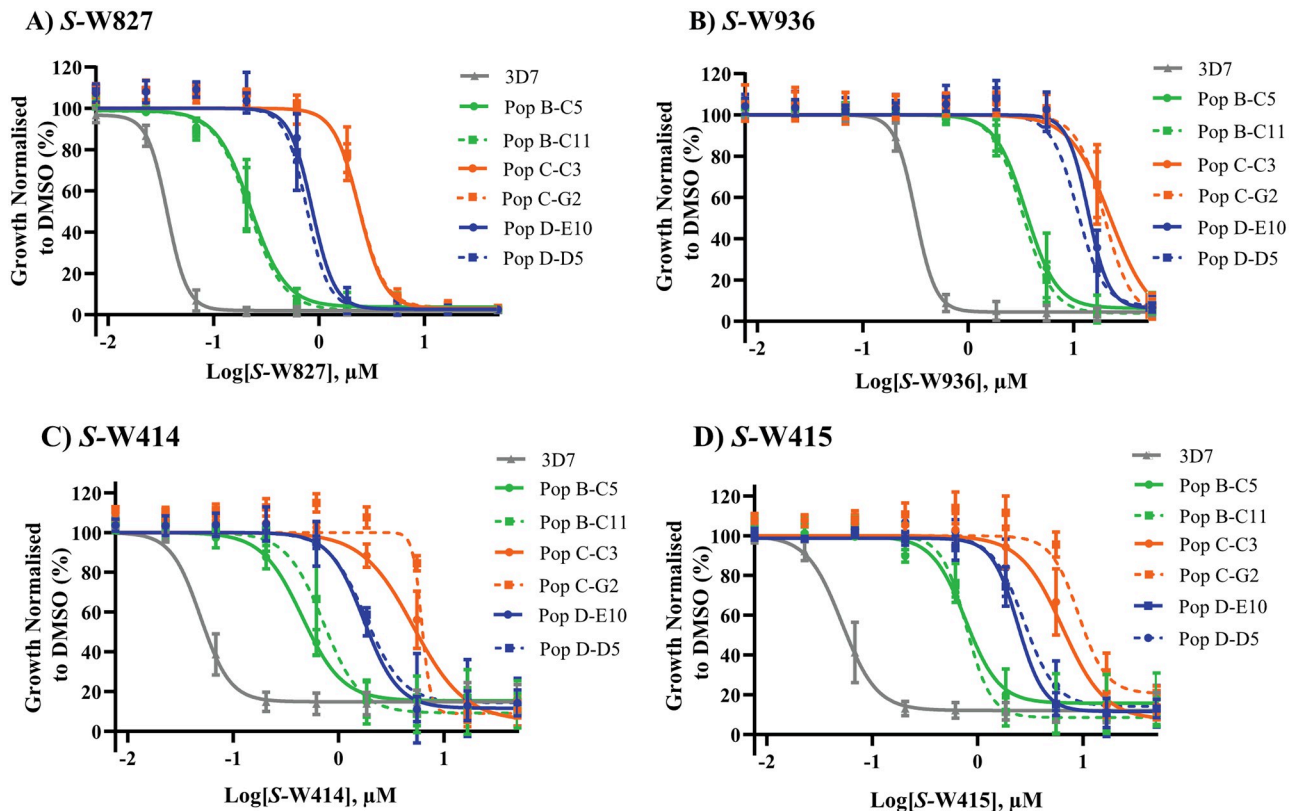 A) S-W827
Growth Normalised
to DMSO (%)
120
100
80
60
40
20
0
-2
-1
0
1
Log[S-W827], µM
3D7
Pop B-C5
Pop B-C11
Pop C-C3
Pop C-G2
Pop D-E10
Pop D-D5
B) S-W936
Growth Normalised
to DMSO (%)
120
100
80
60
40
20
0
-2
-1
0
1
Log[S-W936], µM
3D7
Pop B-C5
Pop B-C11
Pop C-C3
Pop C-G2
Pop D-E10
Pop D-D5
C) S-W414
Growth Normalised
to DMSO (%)
120
100
80
60
40
20
0
-2
-1
0
1
Log[S-W414], µM
3D7
Pop B-C5
Pop B-C11
Pop C-C3
Pop C-G2
Pop D-E10
Pop D-D5
D) S-W415
Growth Normalised
to DMSO (%)
120
100
80
60
40
20
0
-2
-1
0
1
Log[S-W415], µM
3D7
Pop B-C5
Pop B-C11
Pop C-C3
Pop C-G2
Pop D-E10
Pop D-D5